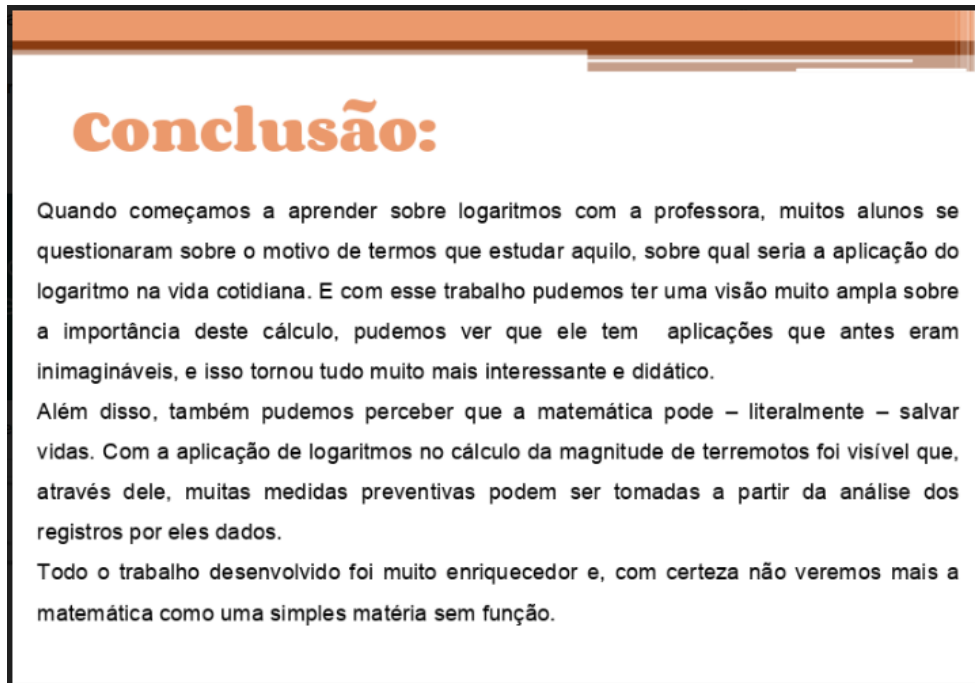 Conclusão:
Quando começamos a aprender sobre logaritmos com a professora, muitos alunos se
questionaram sobre o motivo de termos que estudar aquilo, sobre qual seria a aplicação do
logaritmo na vida cotidiana. E com esse trabalho pudemos ter uma visão muito ampla sobre
a importância deste cálculo, pudemos ver que ele tem  aplicações que antes eram
inimagináveis, e isso tornou tudo muito mais interessante e didático.
Além disso, também pudemos perceber que a matemática pode – literalmente – salvar
vidas. Com a aplicação de logaritmos no cálculo da magnitude de terremotos foi visível que,
através dele, muitas medidas preventivas podem ser tomadas a partir da análise dos
registros por eles dados.
Todo o trabalho desenvolvido foi muito enriquecedor e, com certeza não veremos mais a
matemática como uma simples matéria sem função.